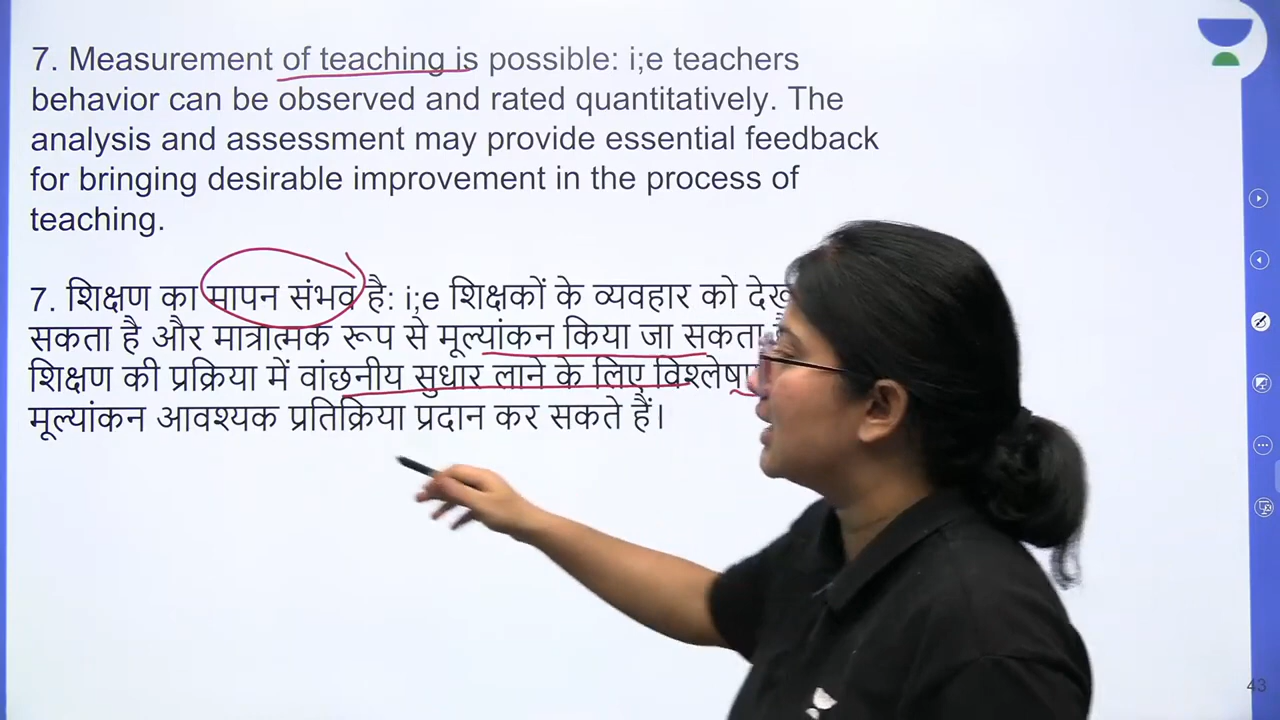 7. Measurement of teaching is possible: i;e teachers
behavior can be observed and rated quantitatively. The
analysis and assessment may provide essential feedback
for bringing desirable improvement in the process of
teaching.
7. शिक्षण का मापन संभव है: i;e शिक्षकों के व्यवहार को
सकता है और मात्रात्मक रूप से मूल्यांकन किया जा सकता
शिक्षण की प्रक्रिया में वांछनीय सुधार लाने के लिए
मूल्यांकन आवश्यक प्रतिक्रिया प्रदान कर सकते हैं।
43